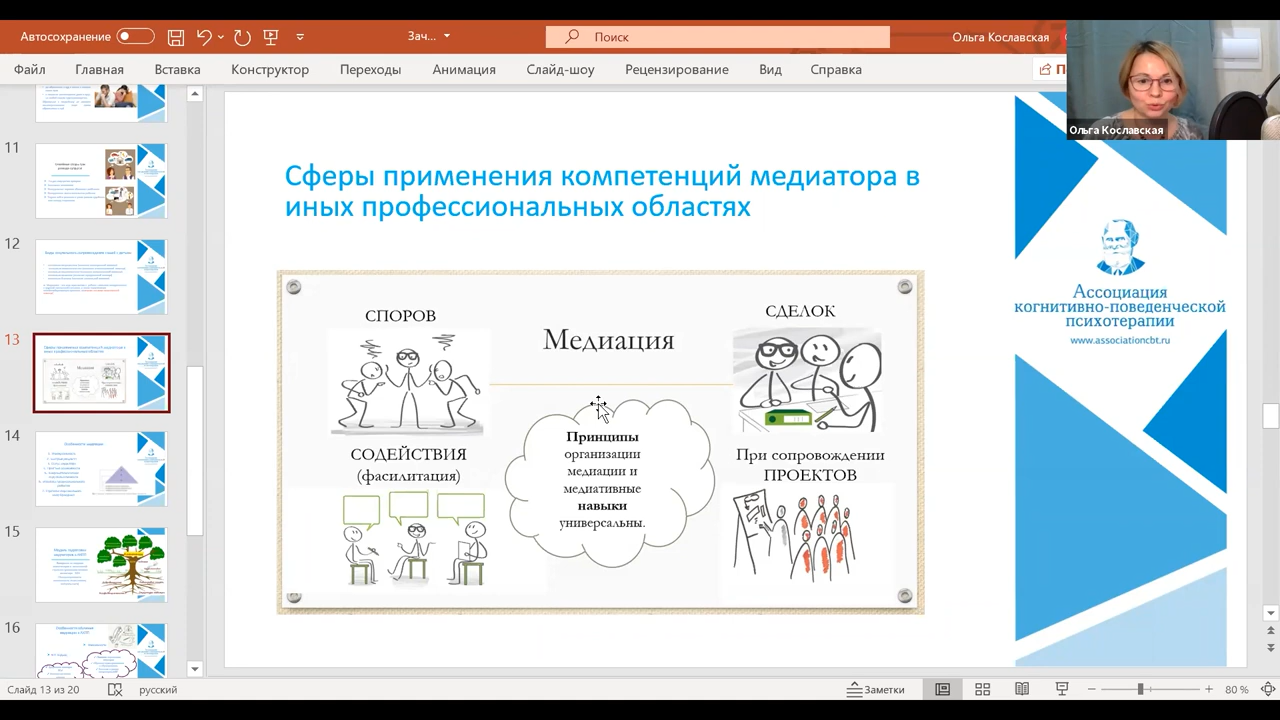 Автосохранение
Зач...
Поиск
Ольга Кославская
Файл
Главная
Вставка
Конструктор
Переходы
Анимация
Слайд-шоу
Рецензирование
Вид
Справка
Ольга Кославская
11
12
13
14
15
16
Сферы применения компетенций медиатора в
иных профессиональных областях
СПОРОВ
Медиация
СДЕЛОК
СОДЕЙСТВИЯ
(фасилитация)
Принципы
организации
медиации и
медиативные
навыки
универсальны.
При сопровождении
ПРОЕКТОВ
Ассоциация
когнитивно-поведенческой
психотерапии
www.associationcbt.ru
Слайд 13 из 20
русский
Заметки
80 %